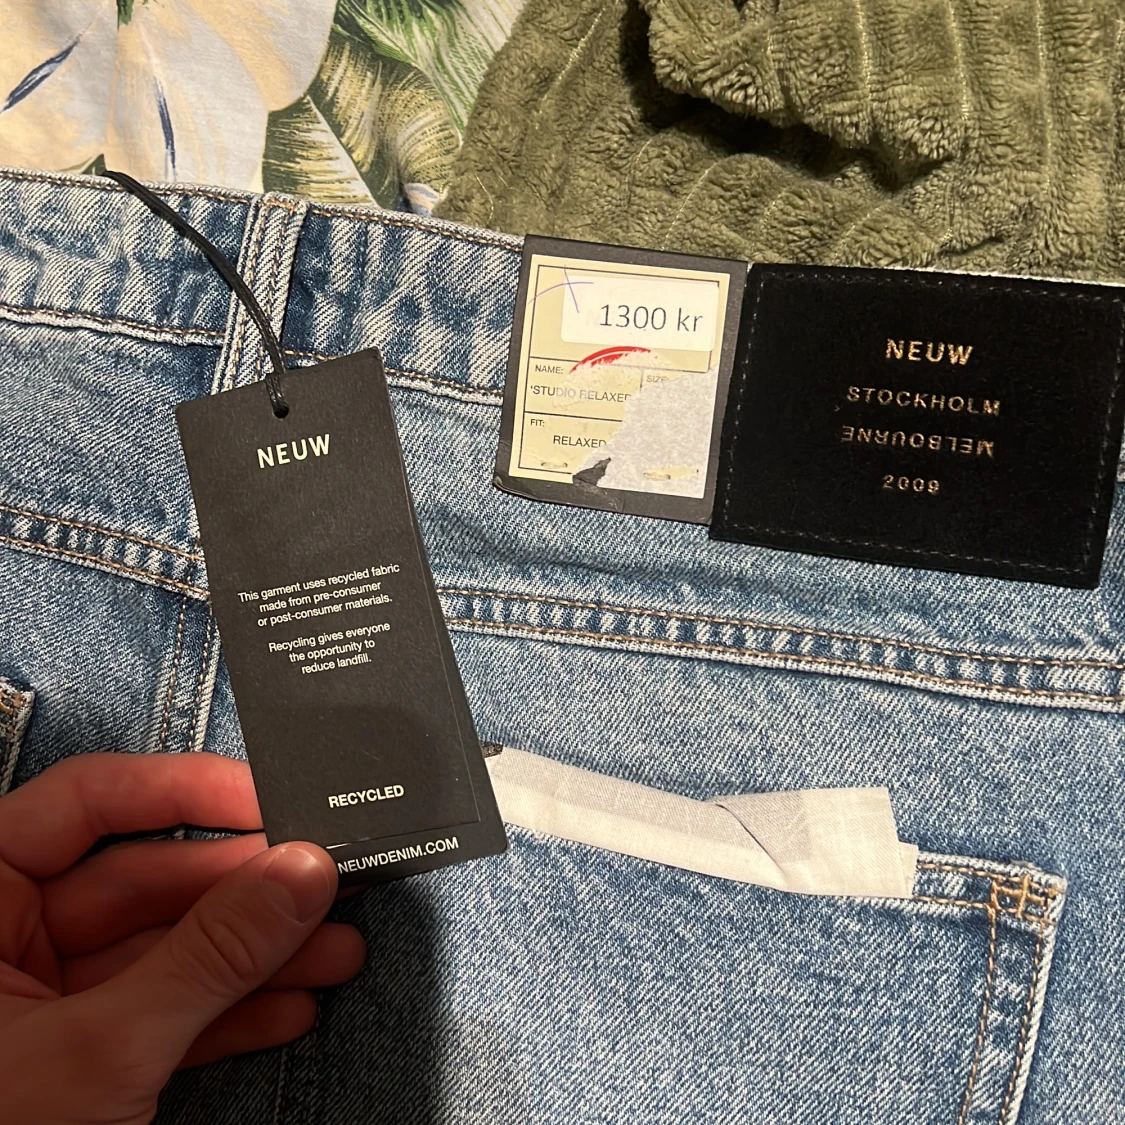 NEUW
This garment uses recycled fabric
made from pre-consumer
or post-consumer materials.
Recycling gives everyone
the opportunity to
reduce landfill.
RECYCLED
NEUWDENIM.COM
1300 kr
NAME:
'STUDIO RELAXED
SIZE
FIT:
RELAXED
NEUW
STOCKHOLM
MELBOURNE
2009